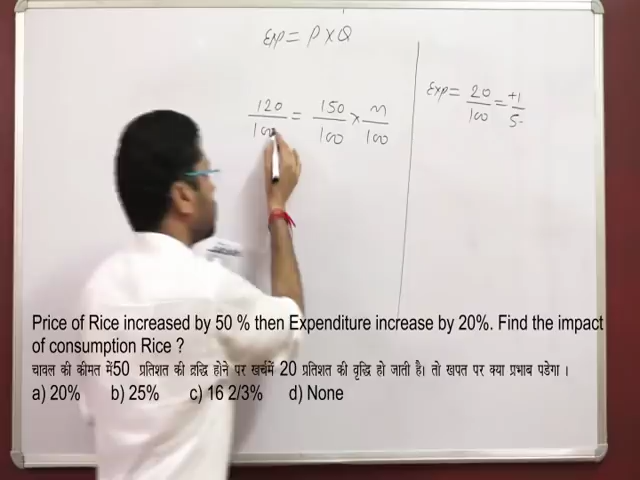 Exp = P X Q
120/100 = 150/100 x m/100
Exp = 20/100 = +1/5
Price of Rice increased by 50 % then Expenditure increase by 20%. Find the impact
of consumption Rice ?
चावल की कीमत में50 प्रतिशत की व्रद्धि होने पर खर्चमें 20 प्रतिशत की वृद्धि हो जाती है। तो खपत पर क्या प्रभाब पडेगा ।
a) 20% b) 25% c) 16 2/3% d) None